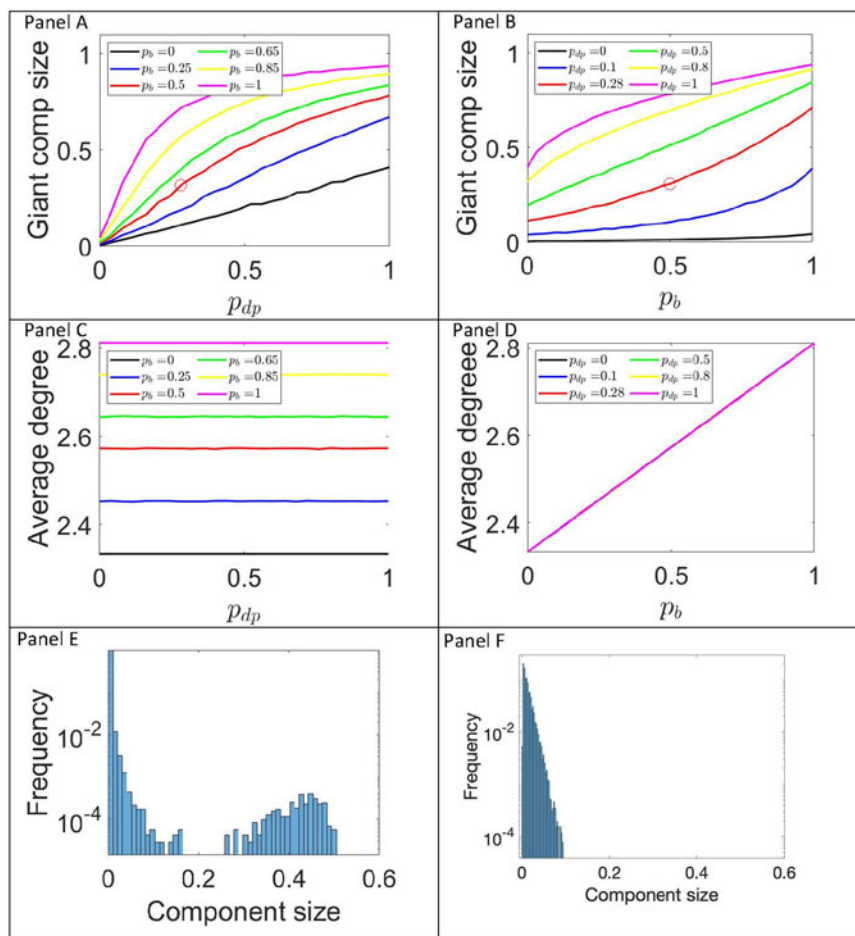 Panel A
Giant comp size
1
0.5
0
p_b =0 p_b =0.65
p_b =0.25 p_b =0.85
p_b =0.5 p_b =1
0 0.5 1
p_dp
Panel B
Giant comp size
1
0.5
0
p_dp =0 p_dp =0.5
p_dp =0.1 p_dp =0.8
p_dp =0.28 p_dp =1
0 0.5 1
p_b
Panel C
Average degree
2.8
2.6
2.4
p_b =0 p_b =0.65
p_b =0.25 p_b =0.85
p_b =0.5 p_b =1
0 0.5 1
p_dp
Panel D
Average degreee
2.8
2.6
2.4
p_dp =0 p_dp =0.5
p_dp =0.1 p_dp =0.8
p_dp =0.28 p_dp =1
0 0.5 1
p_b
Panel E
Frequency
10^-2
10^-4
0 0.2 0.4 0.6
Component size
Panel F
Frequency
10^-2
10^-4
0 0.2 0.4 0.6
Component size